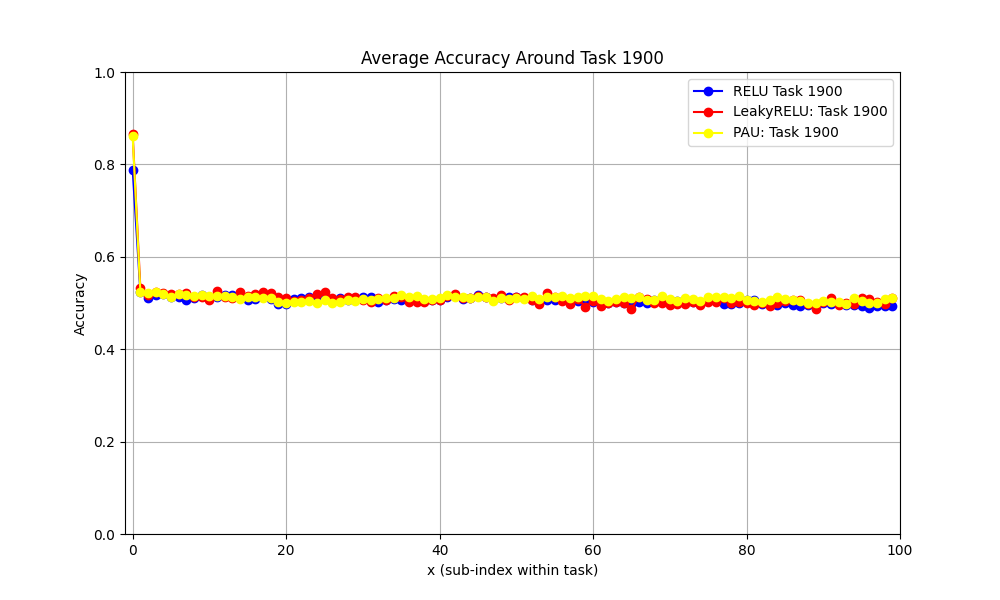 Average Accuracy Around Task 1900
RELU Task 1900
LeakyRELU: Task 1900
PAU: Task 1900
1.0
0.8
0.6
0.4
0.2
0.0
Accuracy
0 20 40 60 80 100
x (sub-index within task)